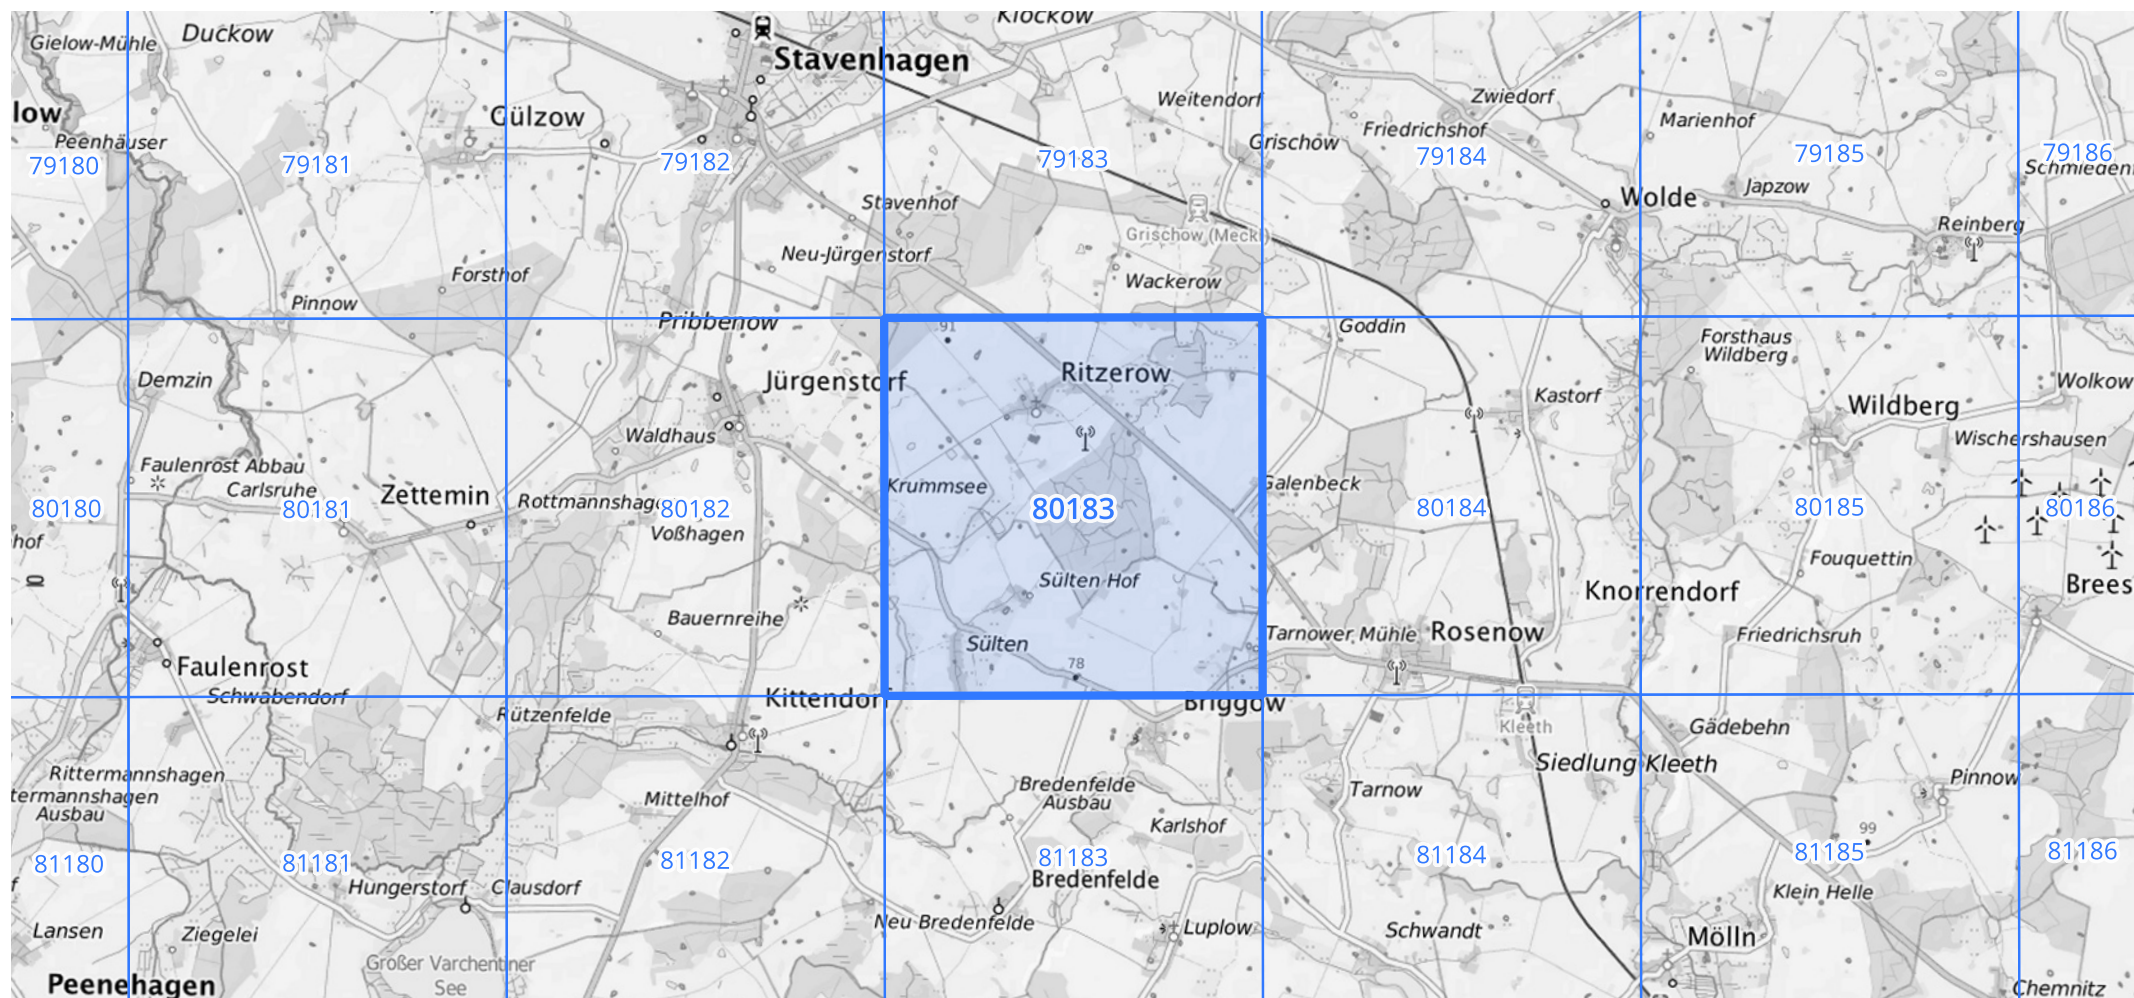 Klockow
Duckow
Gielow-Mühle
Stavenhagen
Weitendorf
Zwiedorf
low
Gülzow
Marienhof
Friedrichshof
Peenhäuser
Grischow
79180
79181
79182
79183
79184
79185
79186
Schmieden
Japzow
Wolde
Stavenhof
Reinberg
Grischow (Meckl)
Neu-Jürgenstorf
Forsthof
Wackerow
Pinnow
Pribbenow
91
Goddin
Forsthaus
Wildberg
Ritzerow
Demzin
Jürgenstorf
Wolkow
Kastorf
Wildberg
Waldhaus
Wischershausen
Faulenrost Abbau
Carlsruhe
Zettemin
Krummsee
Galenbeck
Rottmannshag
80180
80181
80182
80183
80184
80185
80186
Voßhagen
hof
Fouquettin
Sülten Hof
Brees
Knorrendorf
Bauernreihe
Tarnower Mühle
Rosenow
Friedrichsruh
Sülten
78
Faulenrost
Schwabendorf
Kittendorf
Briggow
Rützenfelde
Kleeth
Gädebehn
Siedlung Kleeth
Rittermannshagen
Pinnow
Bredenfelde
Ausbau
Tarnow
termannshagen
Ausbau
Mittelhof
Karlshof
99
81180
81181
81182
81183
81184
81185
81186
Bredenfelde
Hungerstorf
Clausdorf
Klein Helle
f
Neu Bredenfelde
Luplow
Schwandt
Lansen
Ziegelei
Mölln
Großer Varchentiner
See
Peenehagen
Chemnitz